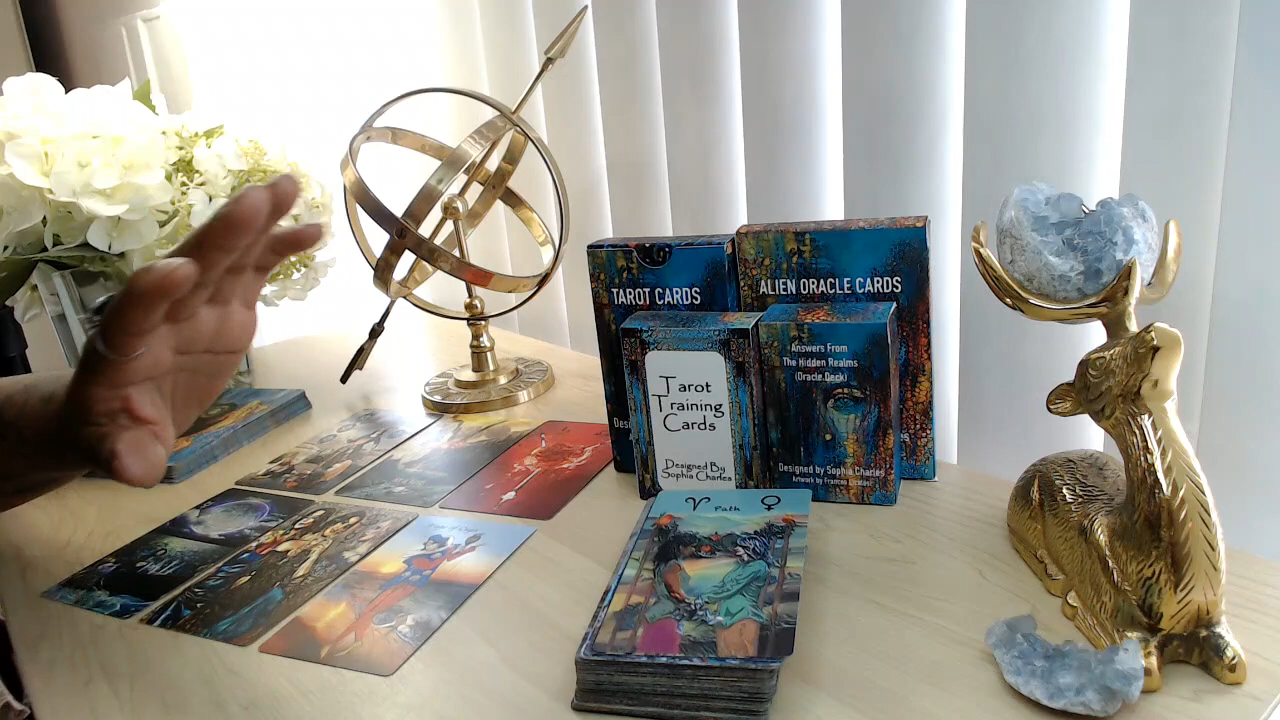 TAROT CARDS
ALIEN ORACLE CARDS
Tarot
Training
Cards
Designed By
Sophia Charles
Answers From
The Hidden Realms
(Oracle Deck)
Designed by Sophia Charles
♈ Path ♀